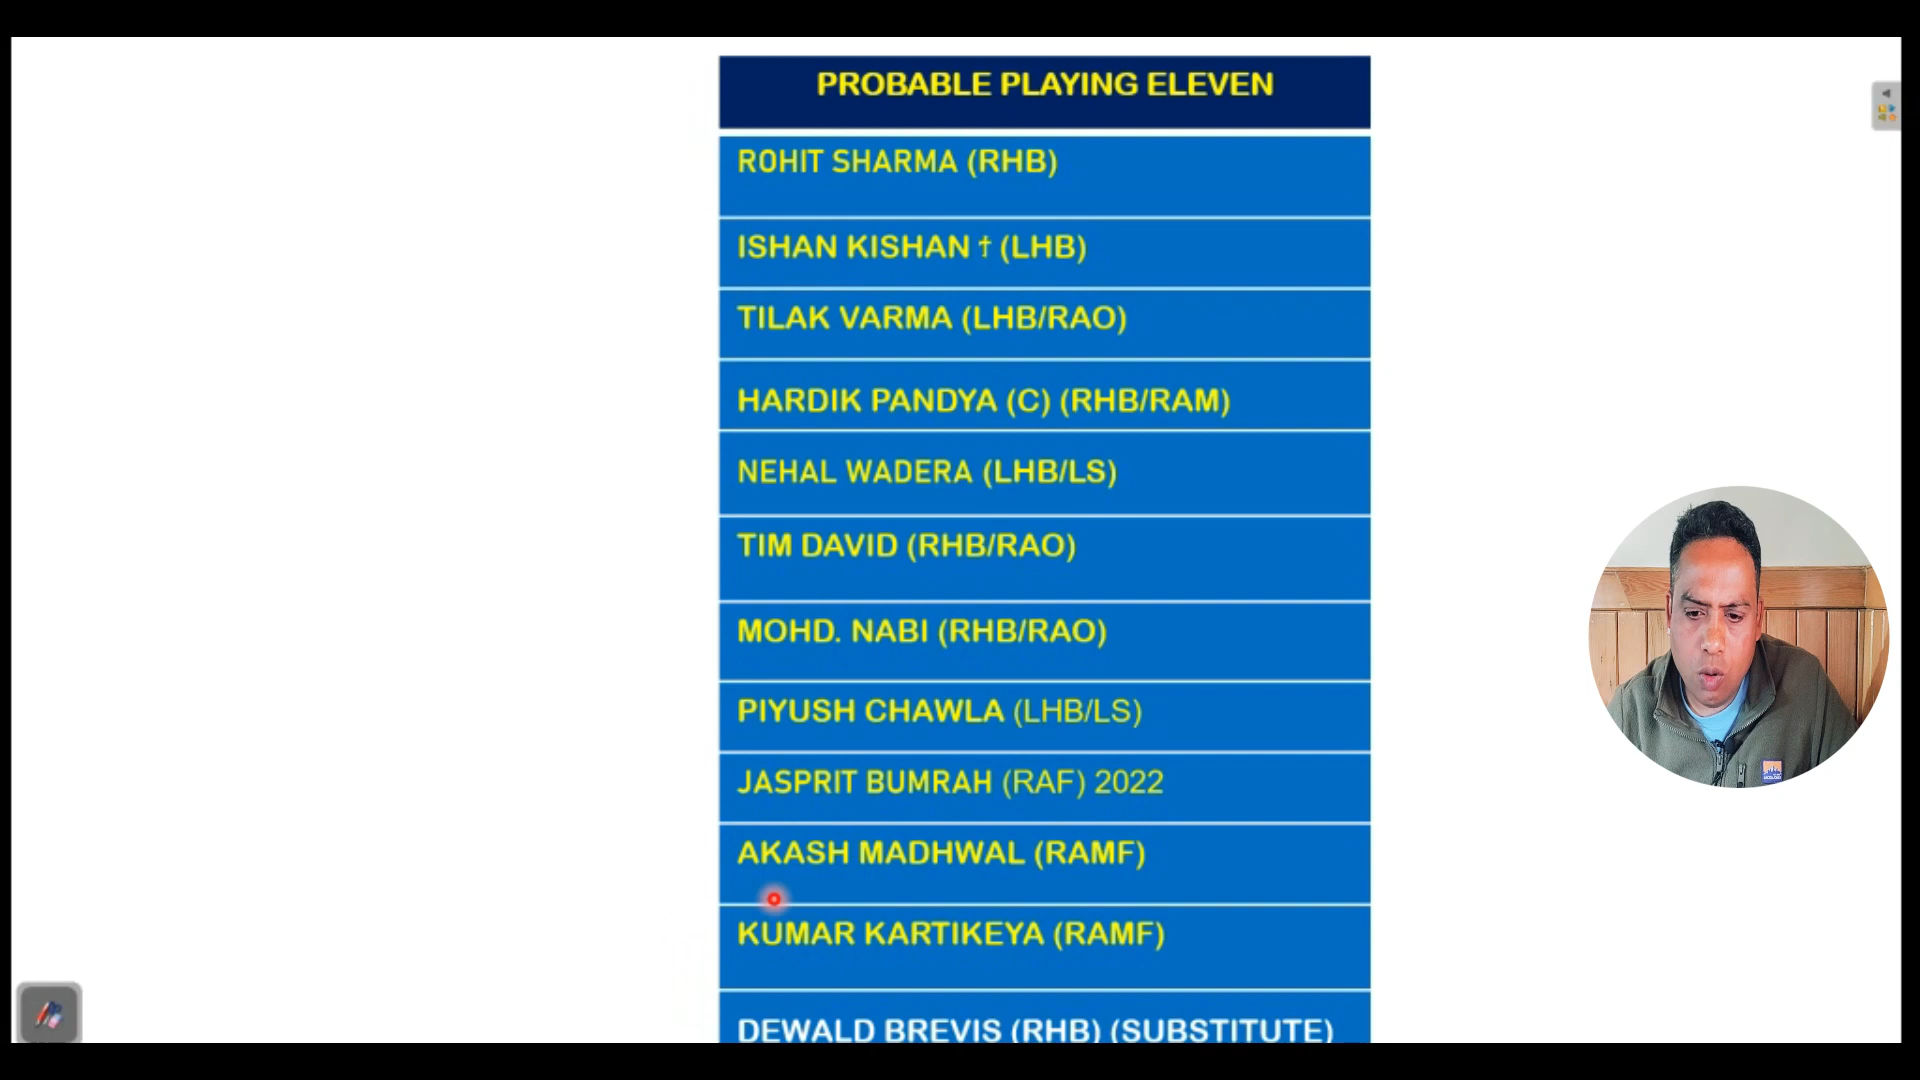 PROBABLE PLAYING ELEVEN
ROHIT SHARMA (RHB)
ISHAN KISHAN † (LHB)
TILAK VARMA (LHB/RAO)
HARDIK PANDYA (C) (RHB/RAM)
NEHAL WADERA (LHB/LS)
TIM DAVID (RHB/RAO)
MOHD. NABI (RHB/RAO)
PIYUSH CHAWLA (LHB/LS)
JASPRIT BUMRAH (RAF) 2022
AKASH MADHWAL (RAMF)
KUMAR KARTIKEYA (RAMF)
DEWALD BREVIS (RHB) (SUBSTITUTE)